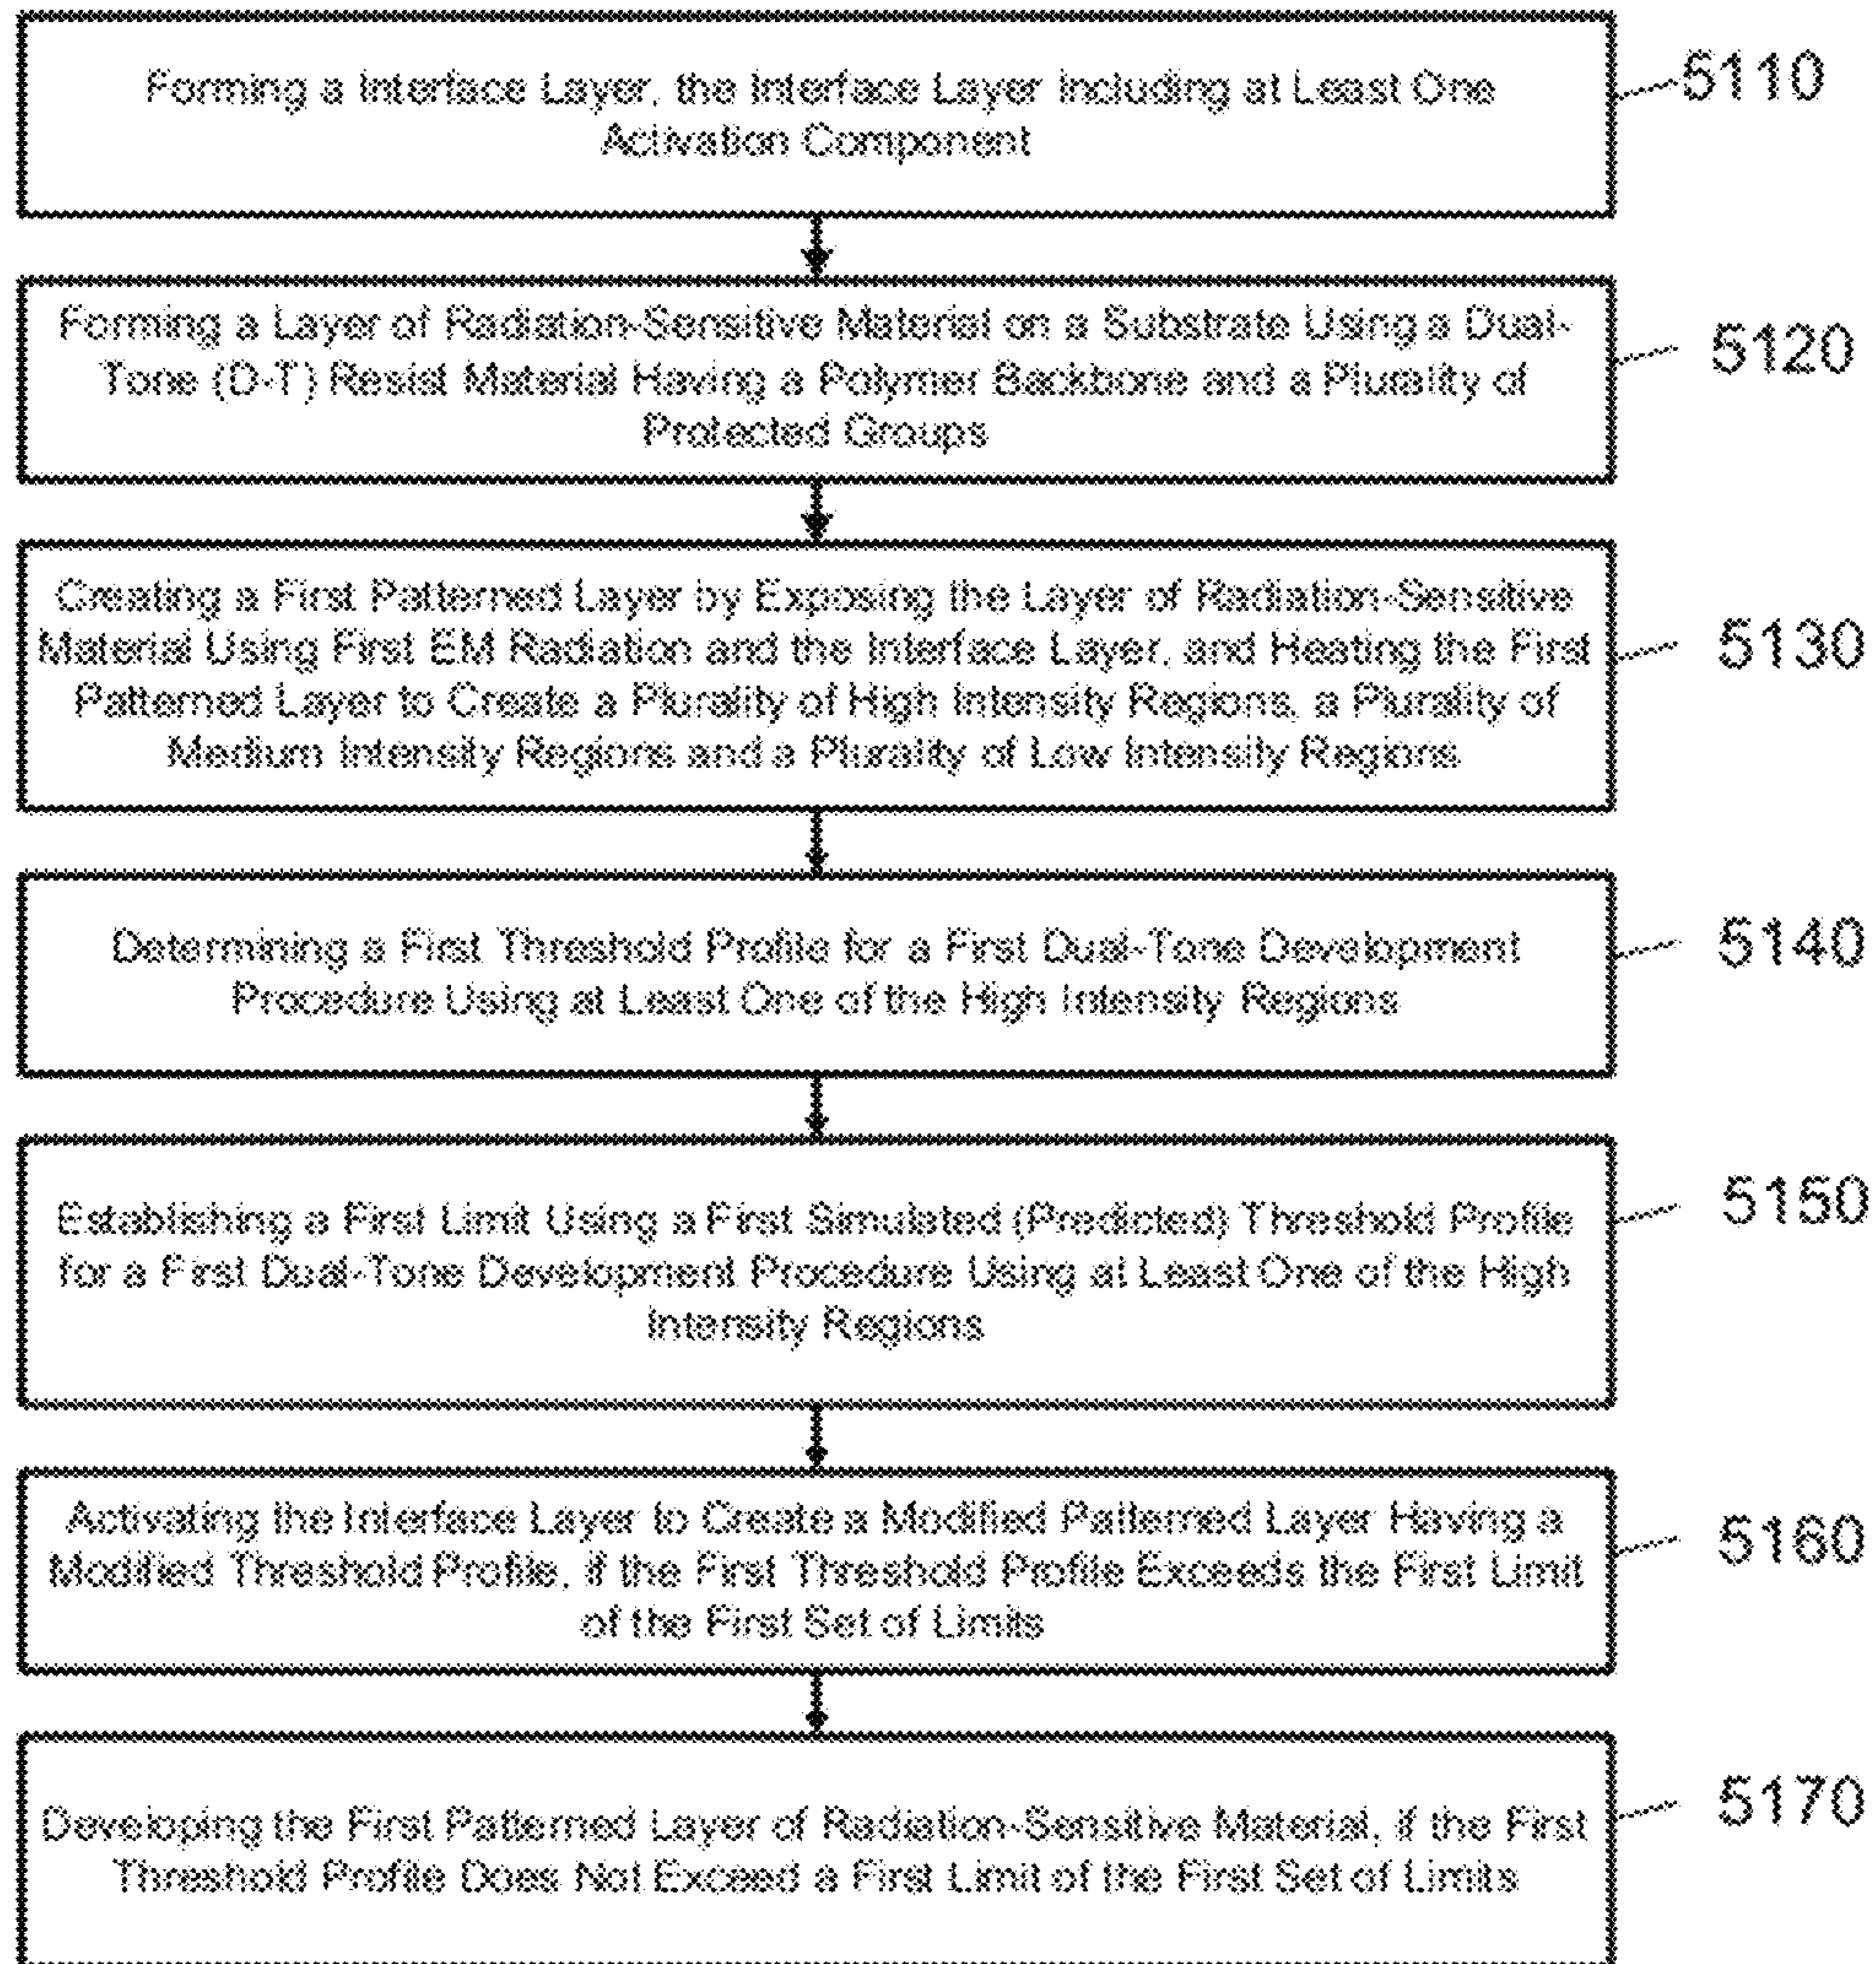 Forming a Interface Layer, the Interface Layer Including at Least One
Activation Component
5110
Forming a Layer of Radiation-Sensitive Material on a Substrate Using a Dual-
Tone (D-T) Resist Material Having a Polymer Backbone and a Plurality of
Protected Groups
5120
Creating a First Patterned Layer by Exposing the Layer of Radiation-Sensitive
Material Using First EM Radiation and the Interface Layer, and Heating the First
Patterned Layer to Create a Plurality of High Intensity Regions, a Plurality of
Medium Intensity Regions and a Plurality of Low Intensity Regions.
5130
Determining a First Threshold Profile for a First Dual-Tone Development
Procedure Using at Least One of the High Intensity Regions
5140
Establishing a First Limit Using a First Simulated (Predicted) Threshold Profile
for a First Dual-Tone Development Procedure Using at Least One of the High
Intensity Regions
5150
Activating the Interface Layer to Create a Modified Patterned Layer Having a
Modified Threshold Profile, if the First Threshold Profile Exceeds the First Limit
of the First Set of Limits
5160
Developing the First Patterned Layer of Radiation-Sensitive Material, if the First
Threshold Profile Does Not Exceed a First Limit of the First Set of Limits
5170